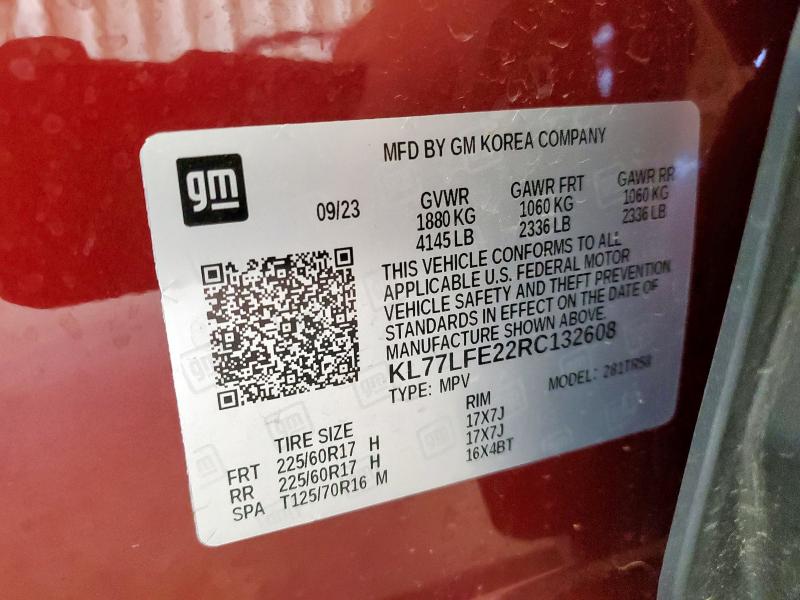 MFD BY GM KOREA COMPANY
gm
09/23
GVWR GAWR FRT GAWR RR
1880 KG 1060 KG 1060 KG
4145 LB 2336 LB 2336 LB
THIS VEHICLE CONFORMS TO ALL
APPLICABLE U.S. FEDERAL MOTOR
VEHICLE SAFETY AND THEFT PREVENTION
STANDARDS IN EFFECT ON THE DATE OF
MANUFACTURE SHOWN ABOVE.
KL77LFE22RC132608
TYPE: MPV MODEL: 281TR58
TIRE SIZE RIM
FRT 225/60R17 H 17X7J
RR 225/60R17 H 17X7J
SPA T125/70R16 M 16X4BT